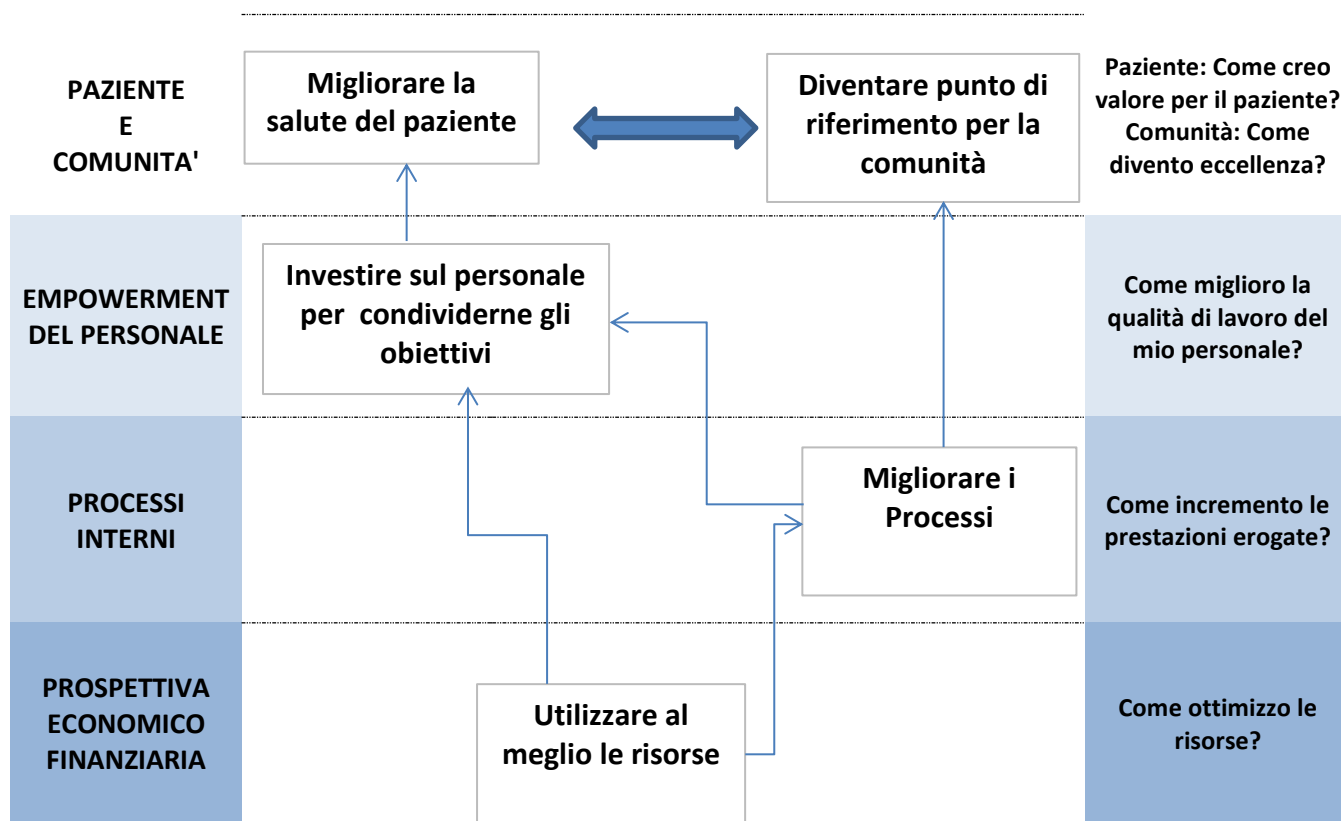 PAZIENTE
E
COMUNITA'
Migliorare la
salute del paziente
Diventare punto di
riferimento per la
comunità
Paziente: Come creo
valore per il paziente?
Comunità: Come
divento eccellenza?
EMPOWERMENT
DEL PERSONALE
Investire sul personale
per condividerne gli
obiettivi
Come miglioro la
qualità di lavoro del
mio personale?
PROCESSI
INTERNI
Migliorare i
Processi
Come incremento le
prestazioni erogate?
PROSPETTIVA
ECONOMICO
FINANZIARIA
Utilizzare al
meglio le risorse
Come ottimizzo le
risorse?